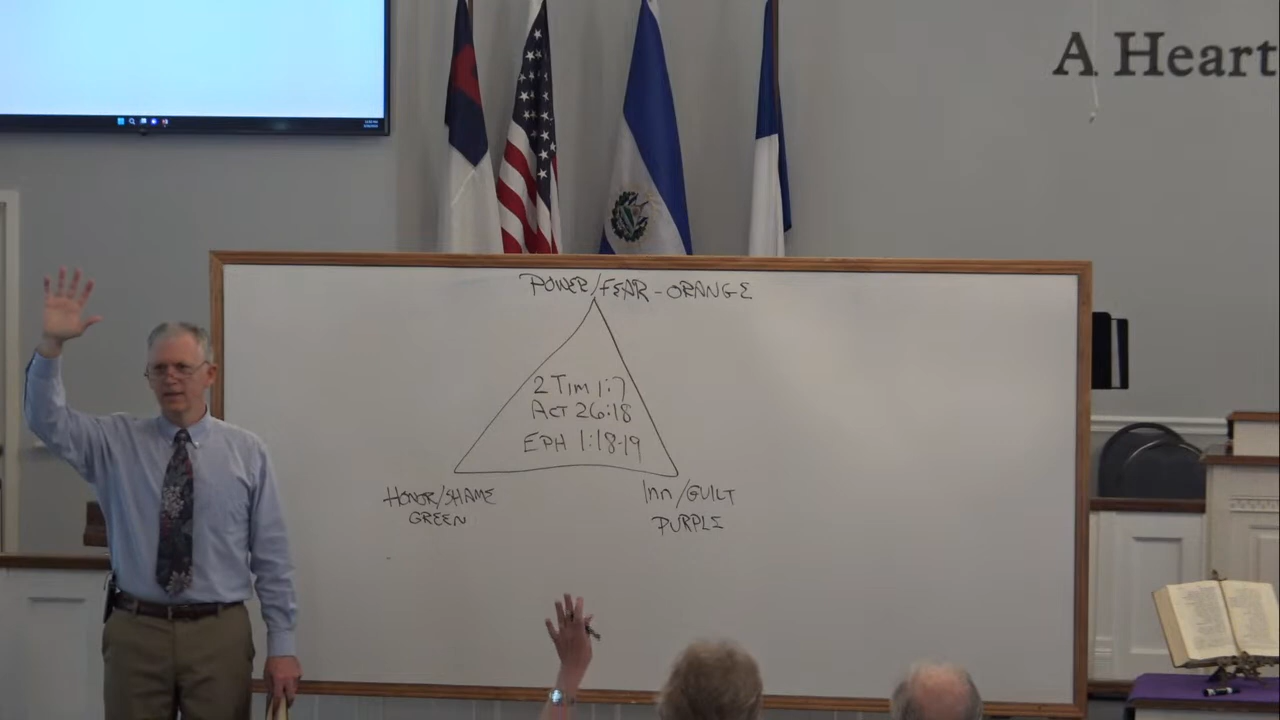 A Heart
POWER/FEAR - ORANGE
2 TIM 1:7
ACT 26:18
EPH 1:18-19
HONOR/SHAME
GREEN
Inn/GUILT
PURPLE